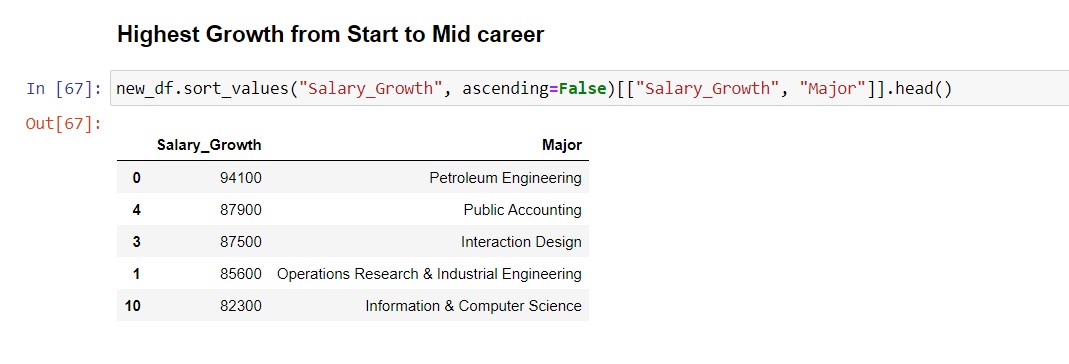 Highest Growth from Start to Mid career
In [67]: new_df.sort_values("Salary_Growth", ascending=False)[["Salary_Growth", "Major"]].head()
Out[67]:
Salary_Growth Major
0 94100 Petroleum Engineering
4 87900 Public Accounting
3 87500 Interaction Design
1 85600 Operations Research & Industrial Engineering
10 82300 Information & Computer Science